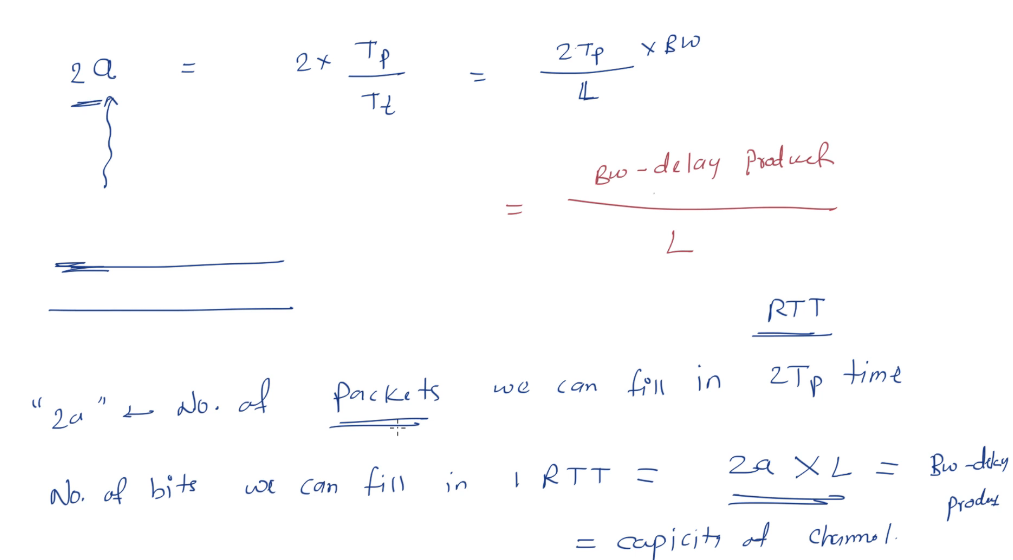 2a = 2 × Tp / Tt = 2Tp / L × BW
= Bw-delay Product / L
RTT
"2a" ← No. of packets we can fill in 2Tp time
No. of bits we can fill in 1 RTT = 2a × L = Bw-delay Produc
= capicity of channel.